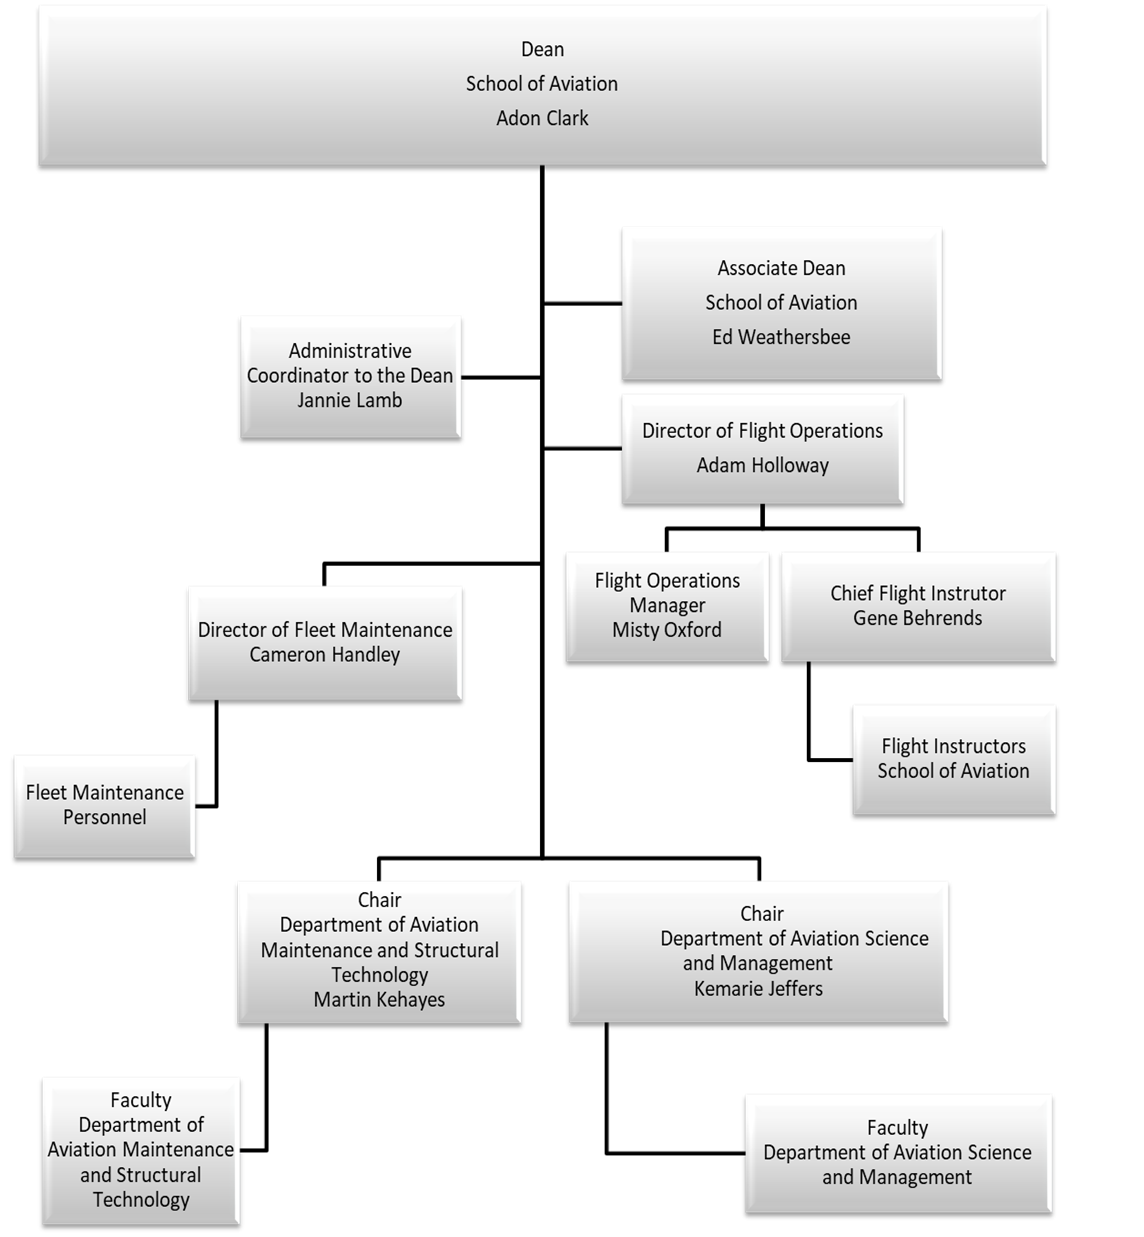 Dean
School of Aviation
Adon Clark
Associate Dean
School of Aviation
Ed Weathersbee
Administrative
Coordinator to the Dean
Jannie Lamb
Director of Flight Operations
Adam Holloway
Flight Operations
Manager
Misty Oxford
Chief Flight Instrutor
Gene Behrends
Director of Fleet Maintenance
Cameron Handley
Flight Instructors
School of Aviation
Fleet Maintenance
Personnel
Chair
Department of Aviation
Maintenance and Structural
Technology
Martin Kehayes
Chair
Department of Aviation Science
and Management
Kemarie Jeffers
Faculty
Department of
Aviation Maintenance
and Structural
Technology
Faculty
Department of Aviation Science
and Management